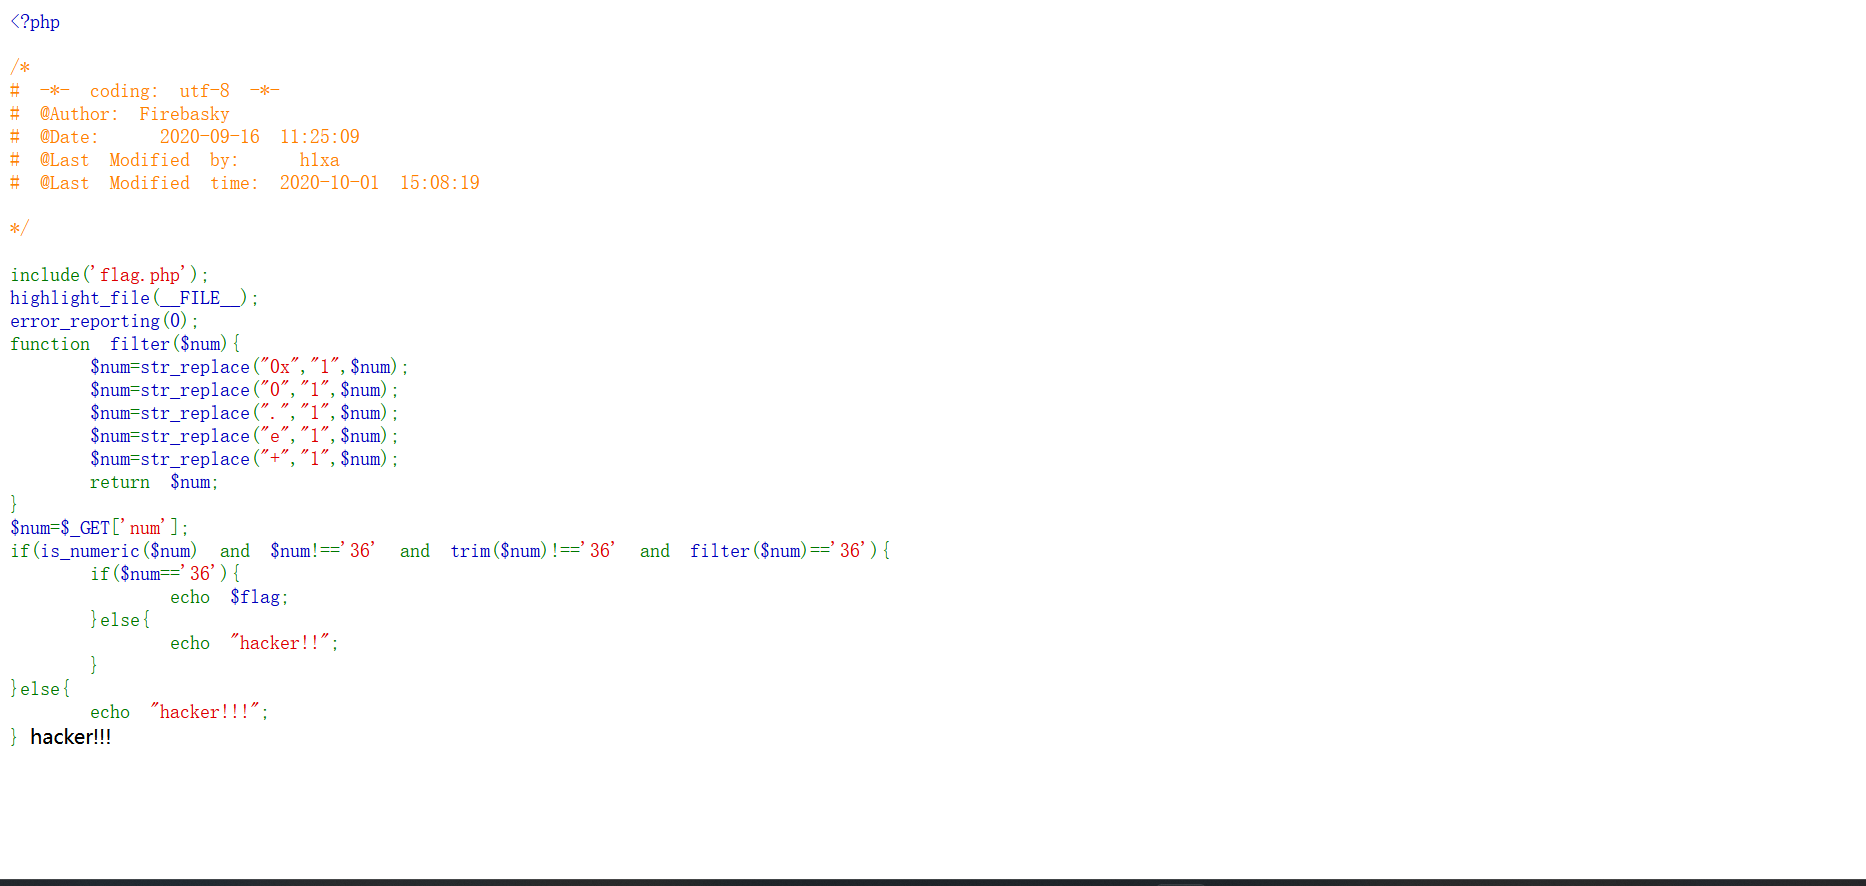 <?php
/*
# -*- coding: utf-8 -*-
# @Author: Firebasky
# @Date:   2020-09-16 11:25:09
# @Last Modified by:   h1xa
# @Last Modified time: 2020-10-01 15:08:19
*/
include('flag.php');
highlight_file(__FILE__);
error_reporting(0);
function filter($num){
    $num=str_replace("0x","1",$num);
    $num=str_replace("0","1",$num);
    $num=str_replace(".","1",$num);
    $num=str_replace("e","1",$num);
    $num=str_replace("+","1",$num);
    return $num;
}
$num=$_GET['num'];
if(is_numeric($num) and $num!=='36' and trim($num)!=='36' and filter($num)=='36'){
    if($num=='36'){
        echo $flag;
    }else{
        echo "hacker!!";
    }
}else{
    echo "hacker!!!";
} hacker!!!